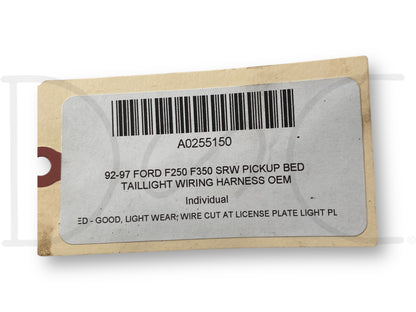 A0255150
92-97 FORD F250 F350 SRW PICKUP BED
TAILLIGHT WIRING HARNESS OEM
Individual
ED - GOOD, LIGHT WEAR; WIRE CUT AT LICENSE PLATE LIGHT PL